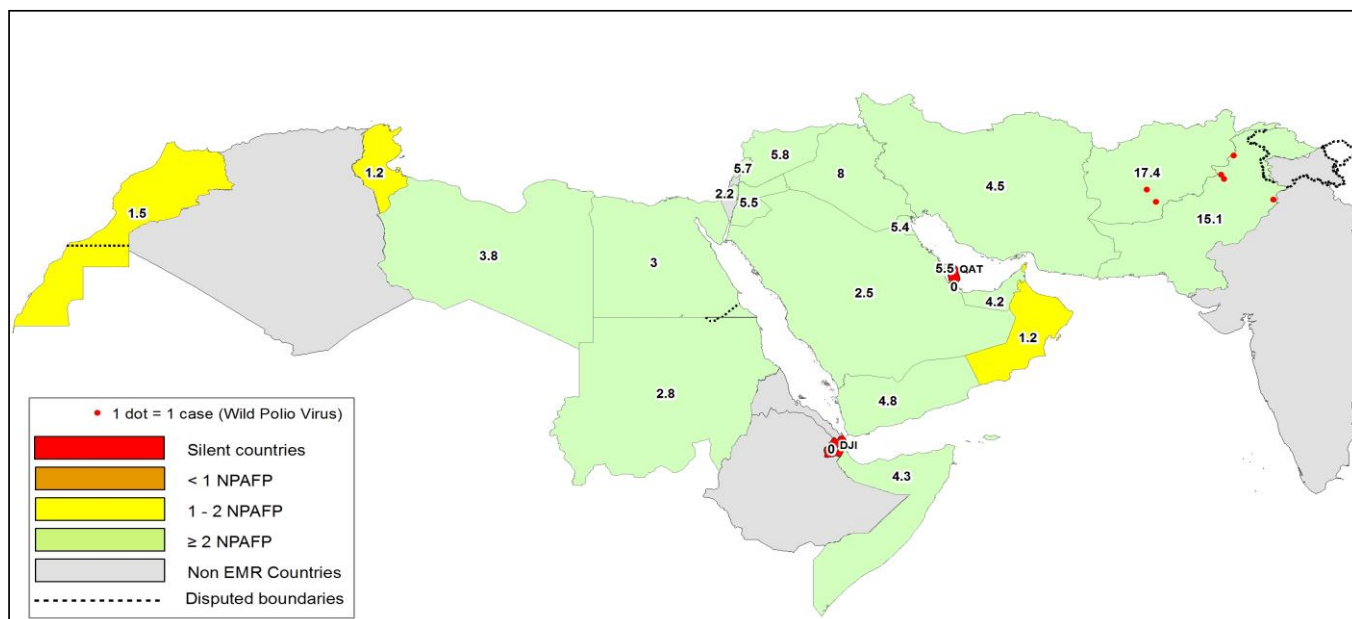 5.8
5.7
8
1.2
2.2
5.5
4.5
17.4
1.5
5.4
15.1
3.8
3
5.5 QAT
0
2.5
4.2
1.2
2.8
4.8
DJI
0
4.3
1 dot = 1 case (Wild Polio Virus)
Silent countries
< 1 NPAFP
1 - 2 NPAFP
≥ 2 NPAFP
Non EMR Countries
Disputed boundaries